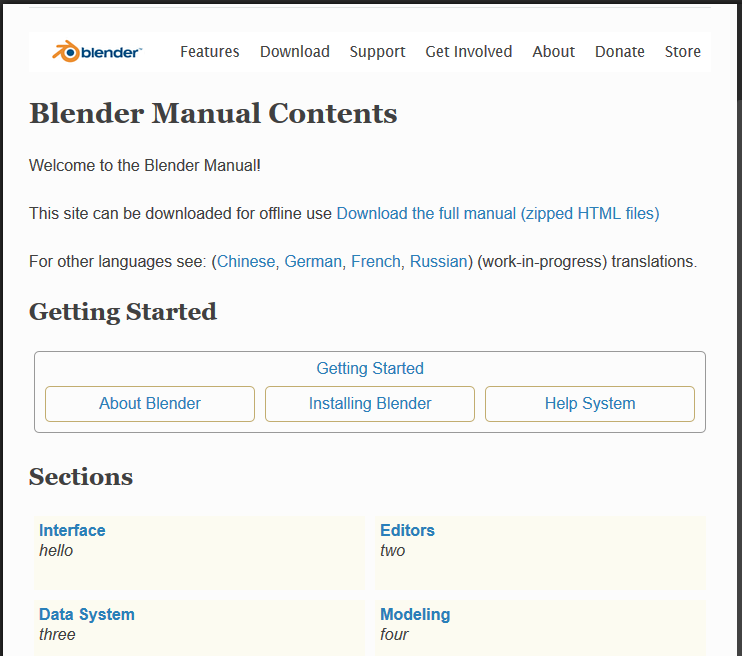 blender Features Download Support Get Involved About Donate Store
Blender Manual Contents
Welcome to the Blender Manual!
This site can be downloaded for offline use Download the full manual (zipped HTML files)
For other languages see: (Chinese, German, French, Russian) (work-in-progress) translations.
Getting Started
Getting Started
About Blender Installing Blender Help System
Sections
Interface Editors
hello two
Data System Modeling
three four